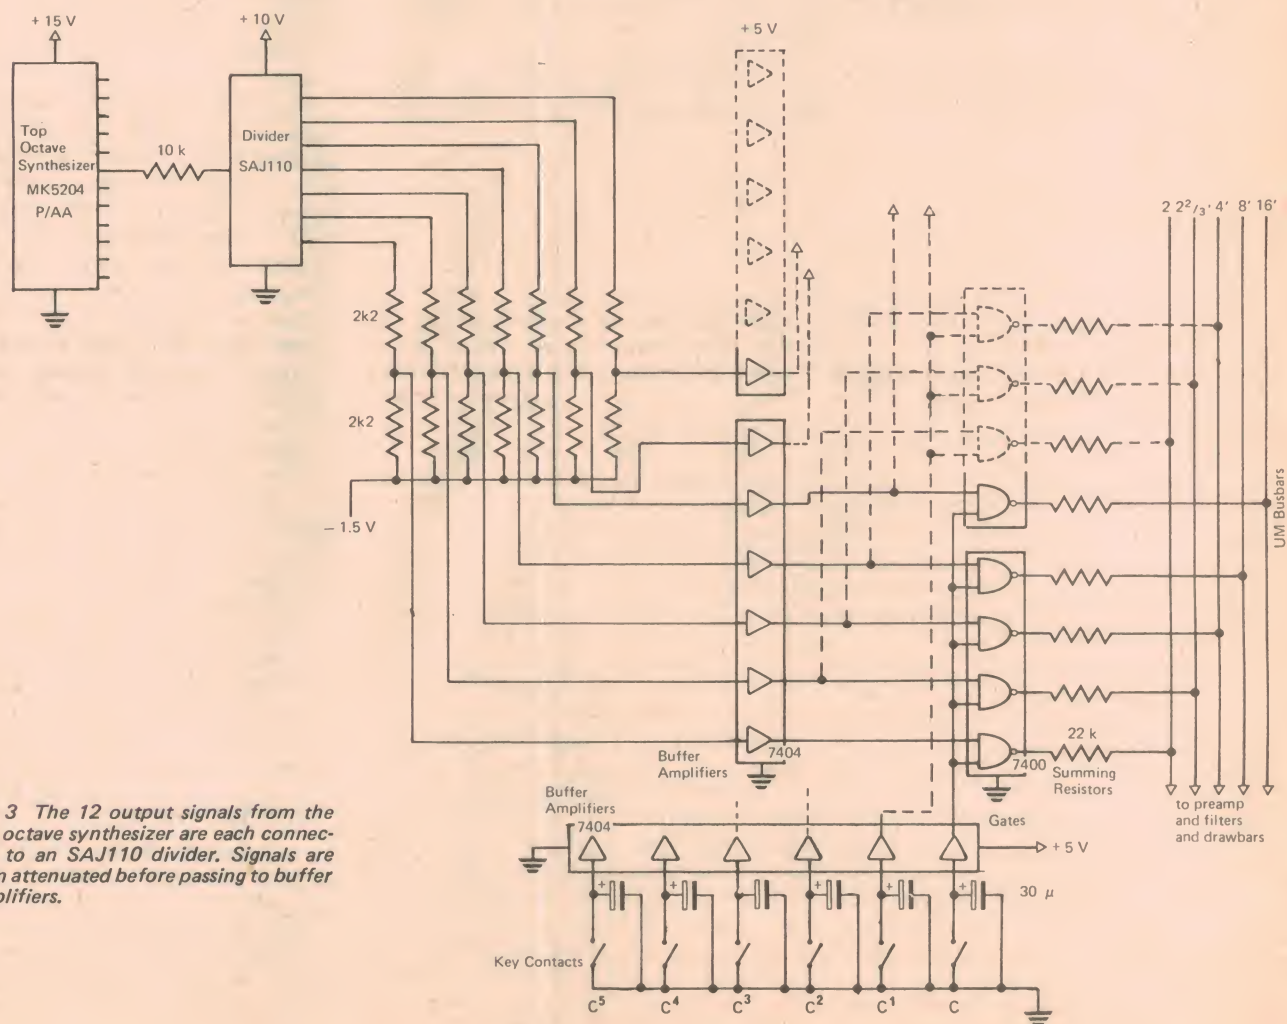 + 15 V
+ 10 V
+ 5 V
Top
Octave
Synthesizer
MK5204
P/AA
10 k
Divider
SAJ110
2k2
2k2
– 1.5 V
2 2²/₃' 4' 8' 16'
UM Busbars
Buffer
Amplifiers
7404
7400
22 k
Summing
Resistors
Gates
to preamp
and filters
and drawbars
Buffer
Amplifiers
7404
+ 5 V
30 μ
Key Contacts
C⁵ C⁴ C³ C² C¹ C
3 The 12 output signals from the
octave synthesizer are each connec-
to an SAJ110 divider. Signals are
attenuated before passing to buffer